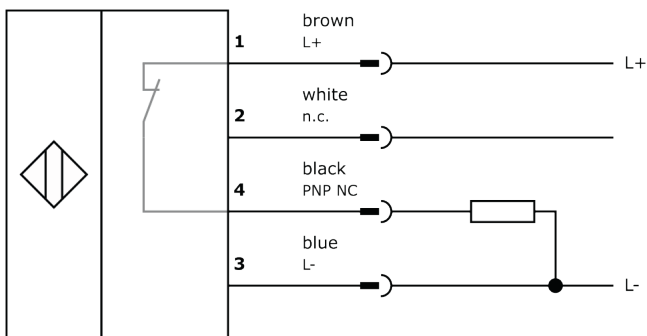 brown
1 L+
L+
white
2 n.c.
black
4 PNP NC
blue
3 L-
L-